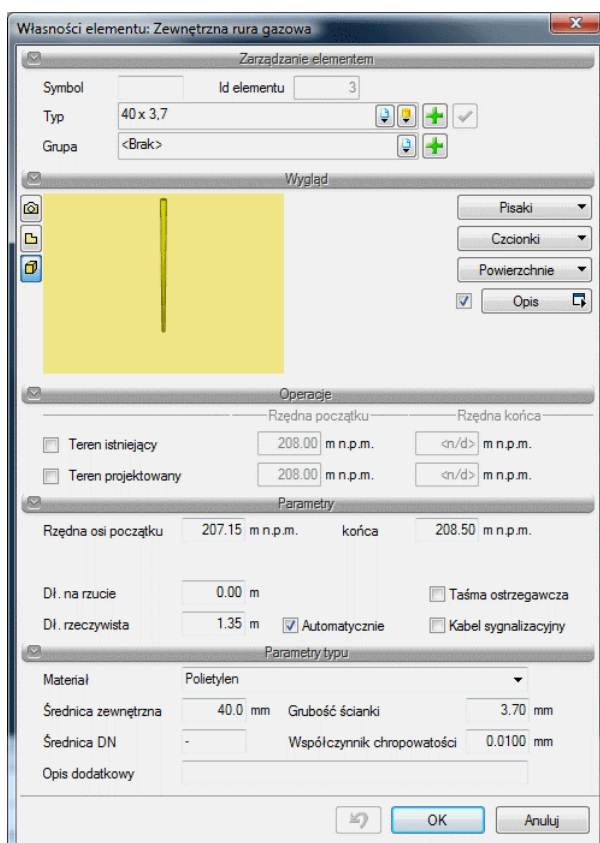 Własności elementu: Zewnętrzna rura gazowa
Zarządzanie elementem
Symbol Id elementu 3
Typ 40 x 3,7
Grupa <Brak>
Wygląd
Pisaki
Czcionki
Powierzchnie
Opis
Operacje
Rzędna początku Rzędna końca
Teren istniejący 208.00 m n.p.m. <n/d> m n.p.m.
Teren projektowany 208.00 m n.p.m. <n/d> m n.p.m.
Parametry
Rzędna osi początku 207.15 m n.p.m. końca 208.50 m n.p.m.
Dł. na rzucie 0.00 m Taśma ostrzegawcza
Dł. rzeczywista 1.35 m Automatycznie Kabel sygnalizacyjny
Parametry typu
Materiał Polietylen
Średnica zewnętrzna 40.0 mm Grubość ścianki 3.70 mm
Średnica DN - Współczynnik chropowatości 0.0100 mm
Opis dodatkowy
OK Anuluj